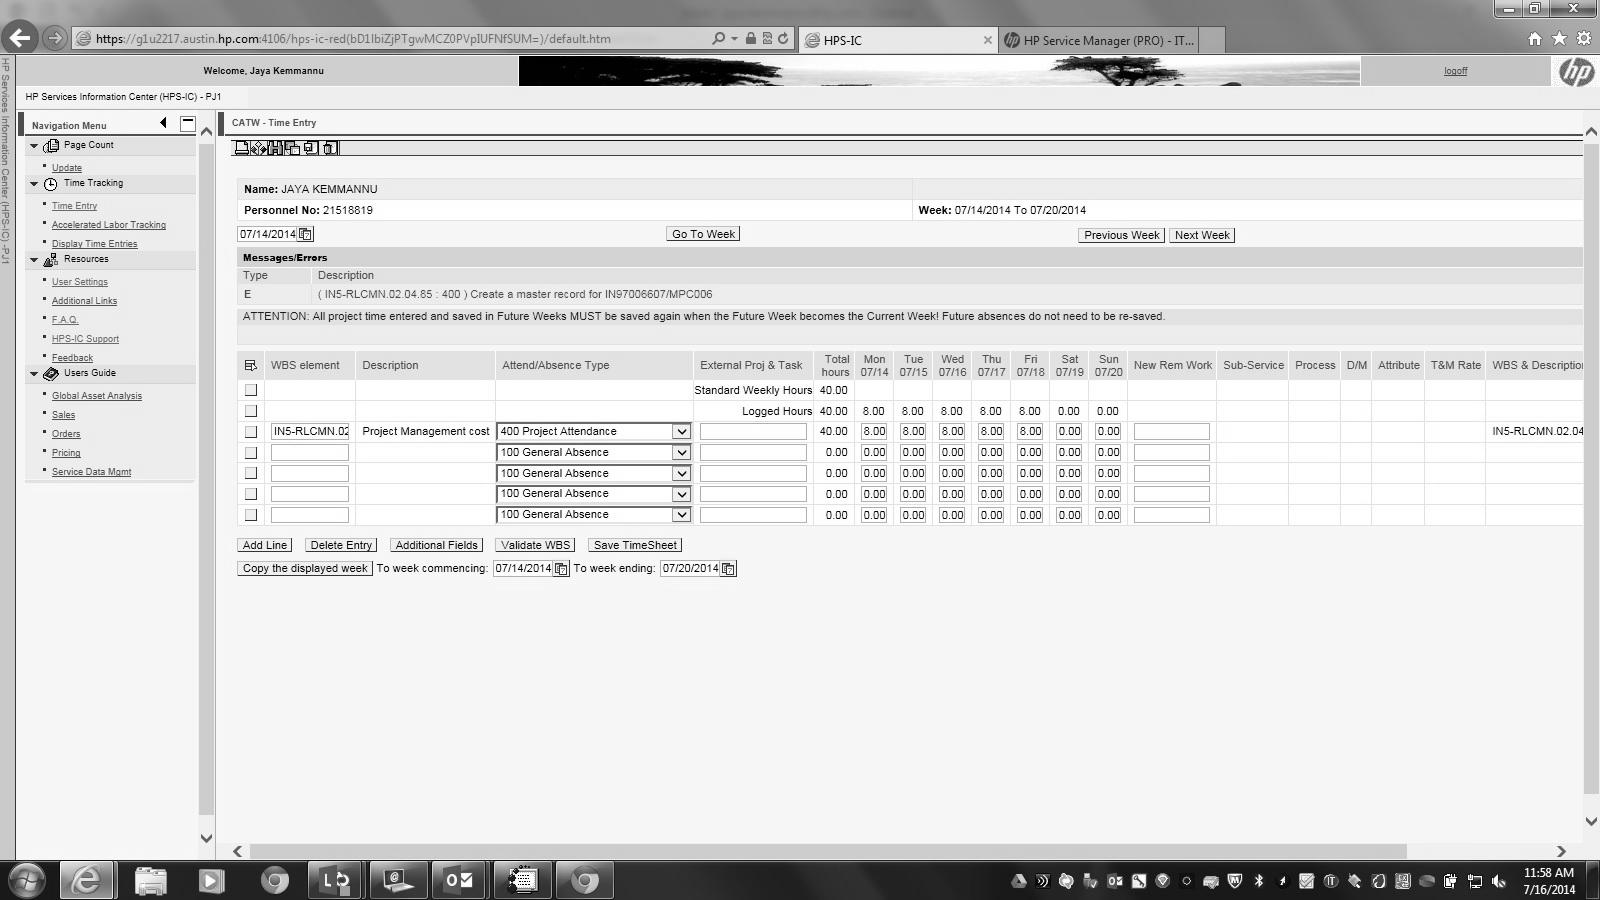 https://g1u2217.austin.hp.com:4106/hps-ic-red(bD1lbiZjPTgwMCZ0PVpIUFNfSUM=)/default.htm
HPS-IC
HP Service Manager (PRO) - IT...
Welcome, Jaya Kemmannu
logoff
hp
HP Services Information Center (HPS-IC) - PJ1
HP Services Information Center (HPS-IC) -PJ1
Navigation Menu
Page Count
Update
Time Tracking
Time Entry
Accelerated Labor Tracking
Display Time Entries
Resources
User Settings
Additional Links
F.A.Q.
HPS-IC Support
Feedback
Users Guide
Global Asset Analysis
Sales
Orders
Pricing
Service Data Mgmt
CATW - Time Entry
Name: JAYA KEMMANNU
Personnel No: 21518819 Week: 07/14/2014 To 07/20/2014
07/14/2014 Go To Week Previous Week Next Week
Messages/Errors
Type Description
E ( IN5-RLCMN.02.04.85 : 400 ) Create a master record for IN97006607/MPC006
ATTENTION: All project time entered and saved in Future Weeks MUST be saved again when the Future Week becomes the Current Week! Future absences do not need to be re-saved.
WBS element Description Attend/Absence Type External Proj & Task Total hours Mon 07/14 Tue 07/15 Wed 07/16 Thu 07/17 Fri 07/18 Sat 07/19 Sun 07/20 New Rem Work Sub-Service Process D/M Attribute T&M Rate WBS & Description
Standard Weekly Hours 40.00
Logged Hours 40.00 8.00 8.00 8.00 8.00 8.00 0.00 0.00
IN5-RLCMN.02 Project Management cost 400 Project Attendance 40.00 8.00 8.00 8.00 8.00 8.00 0.00 0.00 IN5-RLCMN.02.04
100 General Absence 0.00 0.00 0.00 0.00 0.00 0.00 0.00 0.00
100 General Absence 0.00 0.00 0.00 0.00 0.00 0.00 0.00 0.00
100 General Absence 0.00 0.00 0.00 0.00 0.00 0.00 0.00 0.00
100 General Absence 0.00 0.00 0.00 0.00 0.00 0.00 0.00 0.00
Add Line Delete Entry Additional Fields Validate WBS Save TimeSheet
Copy the displayed week To week commencing: 07/14/2014 To week ending: 07/20/2014
11:58 AM
7/16/2014